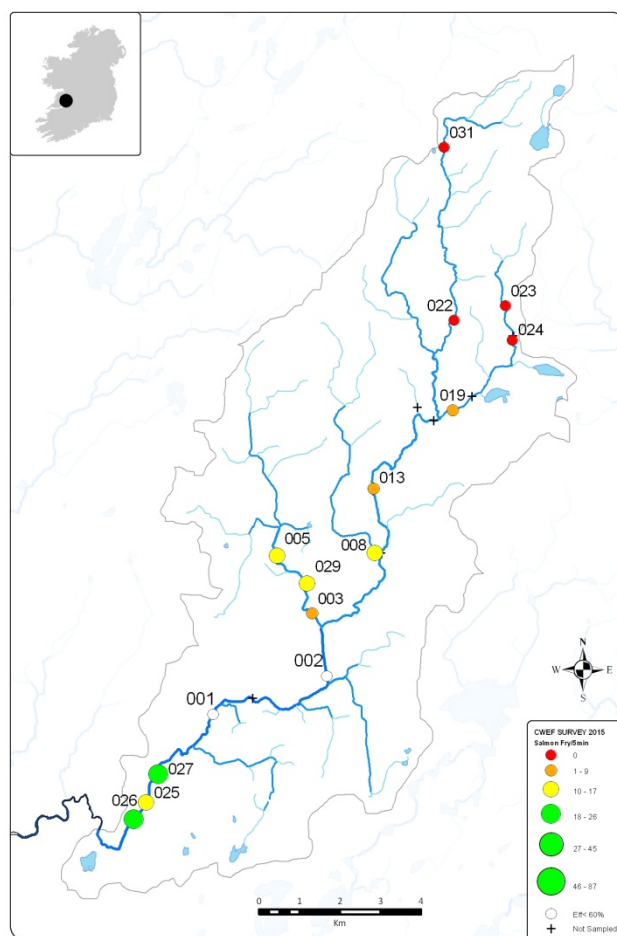 031
023
022
024
019
013
005
008
029
003
002
001
027
025
026
N
W
E
S
0 1 2 3 4
Km
CWEF SURVEY 2015
Salmon Fry/5min
0
1 - 9
10 - 17
18 - 26
27 - 45
46 - 87
Eff< 60%
Not Sampled